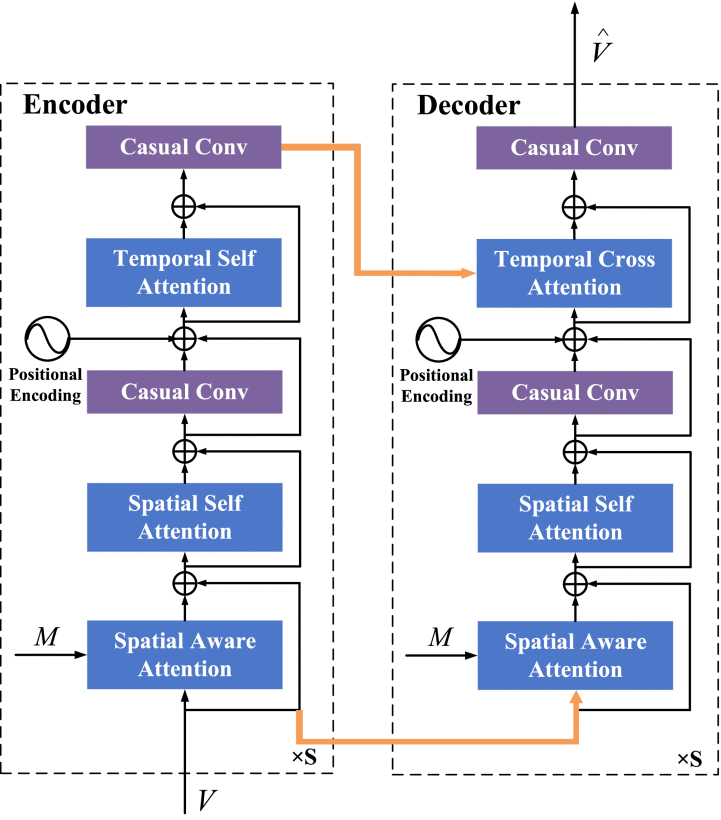 Encoder
Casual Conv
Temporal Self
Attention
Positional
Encoding
Casual Conv
Spatial Self
Attention
M
Spatial Aware
Attention
×S
V
V̂
Decoder
Casual Conv
Temporal Cross
Attention
Positional
Encoding
Casual Conv
Spatial Self
Attention
M
Spatial Aware
Attention
×S